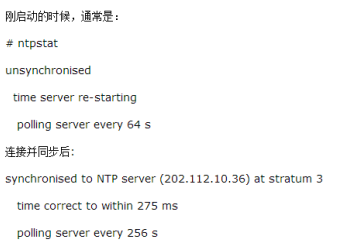 刚启动的时候，通常是：
# ntpstat
unsynchronised
time server re-starting
polling server every 64 s
连接并同步后：
synchronised to NTP server (202.112.10.36) at stratum 3
time correct to within 275 ms
polling server every 256 s